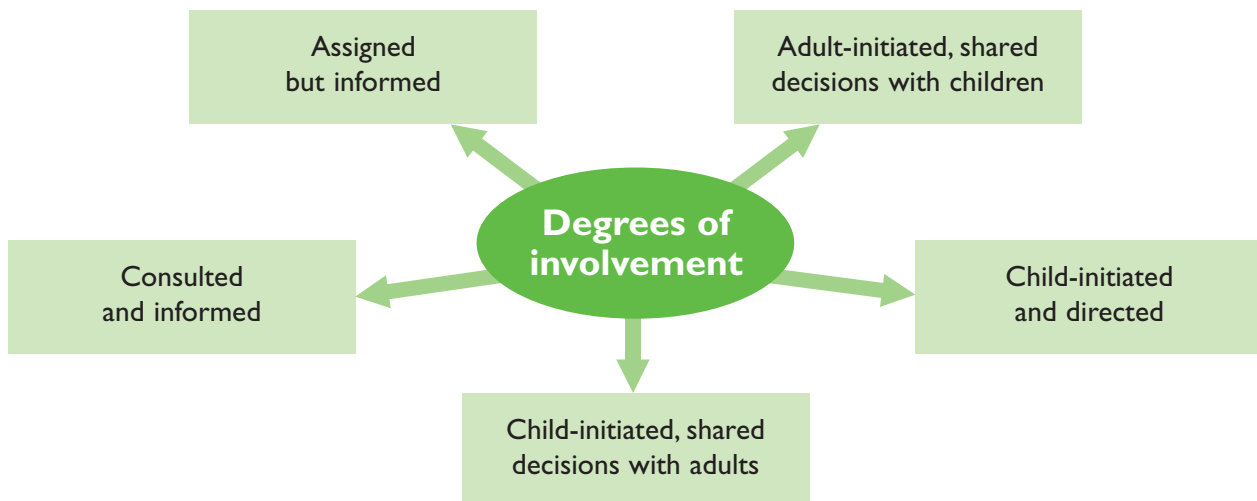 Assigned
but informed
Adult-initiated, shared
decisions with children
Degrees of
involvement
Consulted
and informed
Child-initiated
and directed
Child-initiated, shared
decisions with adults